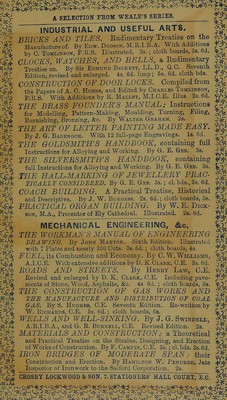 A SELECTION FROM WEALE'S SERIES.
INDUSTRIAL AND USEFUL ARTS.
BRICKS AND TILES, Rudimentary Treatise on the
Manufacture of. By EDW. DOBSON, M.R.I.B.A. With Additions
by C. TOMLINSON, F.R.S. Illustrated. 3s.; cloth boards, 3s. 6d.
CLOCKS, WATCHES, AND BELLS, a Rudimentary
Treatise on. By Sir EDMUND BECKETT, LL.D., Q.C. Seventh
Edition, revised and enlarged. 4s. 6d. limp; 5s. 6d. cloth bds.
CONSTRUCTION OF DOOR LOCKS. Compiled from
the Papers of A. C. HOBBS, and Edited by CHARLES TOMLINSON,
F.R.S. With Additions by R. MALLET, M.I.C.E. Illus. 2s. 6d.
THE BRASS FOUNDER'S MANUAL; Instructions
for Modelling, Pattern-Making, Moulding, Turning, Filing,
Burnishing, Bronzing, &c. By WALTER GRAHAM. 2s.
THE ART OF LETTER PAINTING MADE EASY.
By J. G. BADENOCH. With 12 full-page Engravings. 1s. 6d.
THE GOLDSMITH'S HANDBOOK, containing full
Instructions for Alloying and Working. By G. E. GEE. 3s.
THE SILVERSMITH'S HANDBOOK, containing
full Instructions for Alloying and Working. By G. E. GEE. 3s.
THE HALL-MARKING OF JEWELLERY PRAC-
TICALLY CONSIDERED. By G. E. GEE. 3s.; cl. bds., 3s. 6d.
COACH BUILDING, A Practical Treatise, Historical
and Descriptive. By J. W. BURGESS. 2s. 6d.; cloth boards, 3s.
PRACTICAL ORGAN BUILDING. By W. E. DICK-
SON, M.A., Precentor of Ely Cathedral. Illustrated. 2s. 6d.
MECHANICAL ENGINEERING, &c.
THE WORKMAN'S MANUAL OF ENGINEERING
DRAWING. By JOHN MAXTON. Sixth Edition. Illustrated
with 7 Plates and nearly 350 Cuts. 3s. 6d.; cloth boards, 4s.
FUEL, its Combustion and Economy. By C. W. WILLIAMS,
A.I.C.E. With extensive additions by D. K. CLARK, C.E. 3s. 6d.
ROADS AND STREETS. By HENRY LAW, C.E.
Revised and enlarged by D. K. CLARK, C.E. Including pave-
ments of Stone, Wood, Asphalte, &c. 4s. 6d.; cloth boards, 5s.
THE CONSTRUCTION OF GAS WORKS AND
THE MANUFACTURE AND DISTRIBUTION OF COAL
GAS. By S. HUGHES, C.E. Seventh Edition. Re-written by
W. RICHARDS, C.E. 5s. 6d.; cloth boards, 6s.
WELLS AND WELL-SINKING. By J. G. SWINDELL,
A.R.I.B.A., and G. R. BURNELL, C.E. Revised Edition. 2s.
MATERIALS AND CONSTRUCTION; a Theoretical
and Practical Treatise on the Strains, Designing, and Erection
of Works of Construction. By F. CAMPIN, C.E. 3s.; cl. bds. 3s. 6d.
IRON BRIDGES OF MODERATE SPAN: their
Construction and Erection. By HAMILTON W. PENDRED, late
Inspector of Ironwork to the Salford Corporation. 2s.
CROSBY LOCKWOOD & SON, 7, STATIONERS' HALL COURT, E.C.